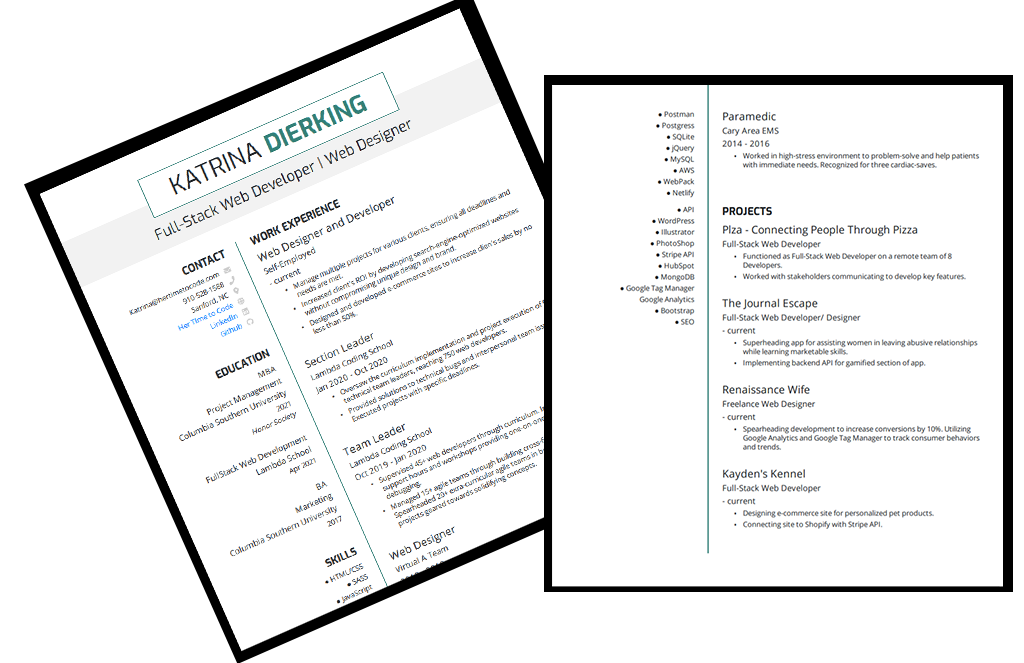 KATRINA DIERKING
Full-Stack Web Developer | Web Designer
CONTACT
Katrina@hertimetocode.com
910-528-1568
Sanford, NC
Her Time to Code
LinkedIn
Github
EDUCATION
MBA
Project Management
Columbia Southern University
2021
Honor Society
FullStack Web Development
Lambda School
Apr 2021
BA
Marketing
Columbia Southern University
2017
SKILLS
● HTML/CSS
● SASS
● JavaScript
WORK EXPERIENCE
Web Designer and Developer
Self-Employed
- current
• Manage multiple projects for various clients, ensuring all deadlines and
needs are met.
• Increased client's ROI by developing search-engine-optimized websites
without compromising unique design and brand.
• Designed and developed e-commerce sites to increase client's sales by no
less than 50%.
Section Leader
Lambda Coding School
Jan 2020 - Oct 2020
• Oversaw the curriculum implementation and project execution of
technical team leaders, reaching 750 web developers.
• Provided solutions to technical bugs and interpersonal team
Executed projects with specific deadlines.
Team Leader
Lambda Coding School
Oct 2019 - Jan 2020
• Supervised 45+ web developers through curriculum.
support hours and workshops providing one-on-one
debugging.
• Managed 15+ agile teams through building
Spearheaded 20+ extra-curricular agile teams in
projects geared towards solidifying concepts.
Web Designer
Virtual A Team
● Postman
● Postgress
● SQLite
● jQuery
● MySQL
● AWS
● WebPack
● Netlify
● API
● WordPress
● Illustrator
● PhotoShop
● Stripe API
● HubSpot
● MongoDB
● Google Tag Manager
Google Analytics
● Bootstrap
● SEO
Paramedic
Cary Area EMS
2014 - 2016
• Worked in high-stress environment to problem-solve and help patients
with immediate needs. Recognized for three cardiac-saves.
PROJECTS
Plza - Connecting People Through Pizza
Full-Stack Web Developer
• Functioned as Full-Stack Web Developer on a remote team of 8
Developers.
• Worked with stakeholders communicating to develop key features.
The Journal Escape
Full-Stack Web Developer/ Designer
- current
• Superheading app for assisting women in leaving abusive relationships
while learning marketable skills.
• Implementing backend API for gamified section of app.
Renaissance Wife
Freelance Web Designer
- current
• Spearheading development to increase conversions by 10%. Utilizing
Google Analytics and Google Tag Manager to track consumer behaviors
and trends.
Kayden's Kennel
Full-Stack Web Developer
- current
• Designing e-commerce site for personalized pet products.
• Connecting site to Shopify with Stripe API.